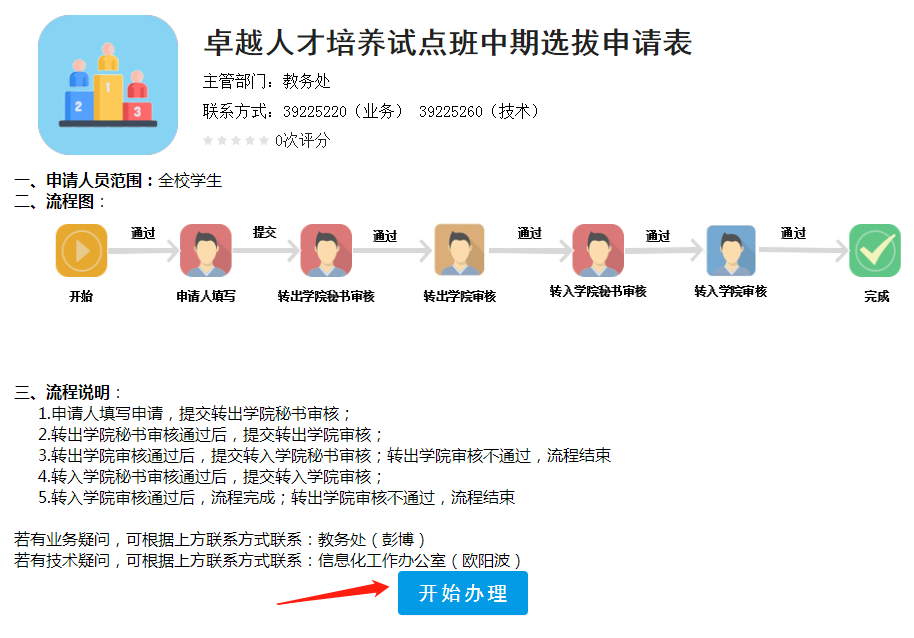 卓越人才培养试点班中期选拔申请表
2
1
3
主管部门：教务处
联系方式：39225220（业务） 39225260（技术）
0次评分
一、申请人员范围：全校学生
二、流程图：
通过 提交 通过 通过 通过 通过
开始 申请人填写 转出学院秘书审核 转出学院审核 转入学院秘书审核 转入学院审核 完成
三、流程说明：
1.申请人填写申请，提交转出学院秘书审核；
2.转出学院秘书审核通过后，提交转出学院审核；
3.转出学院审核通过后，提交转入学院秘书审核；转出学院审核不通过，流程结束
4.转入学院秘书审核通过后，提交转入学院审核；
5.转入学院审核通过后，流程完成；转出学院审核不通过，流程结束
若有业务疑问，可根据上方联系方式联系：教务处（彭博）
若有技术疑问，可根据上方联系方式联系：信息化工作办公室（欧阳波）
开始办理